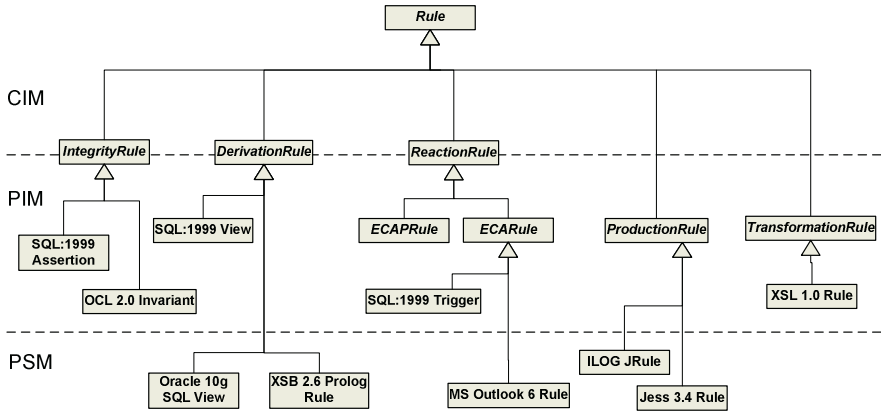 Rule
CIM
IntegrityRule
DerivationRule
ReactionRule
PIM
SQL:1999 View
ECAPRule
ECARule
ProductionRule
TransformationRule
SQL:1999
Assertion
OCL 2.0 Invariant
SQL:1999 Trigger
XSL 1.0 Rule
PSM
ILOG JRule
Oracle 10g
SQL View
XSB 2.6 Prolog
Rule
MS Outlook 6 Rule
Jess 3.4 Rule